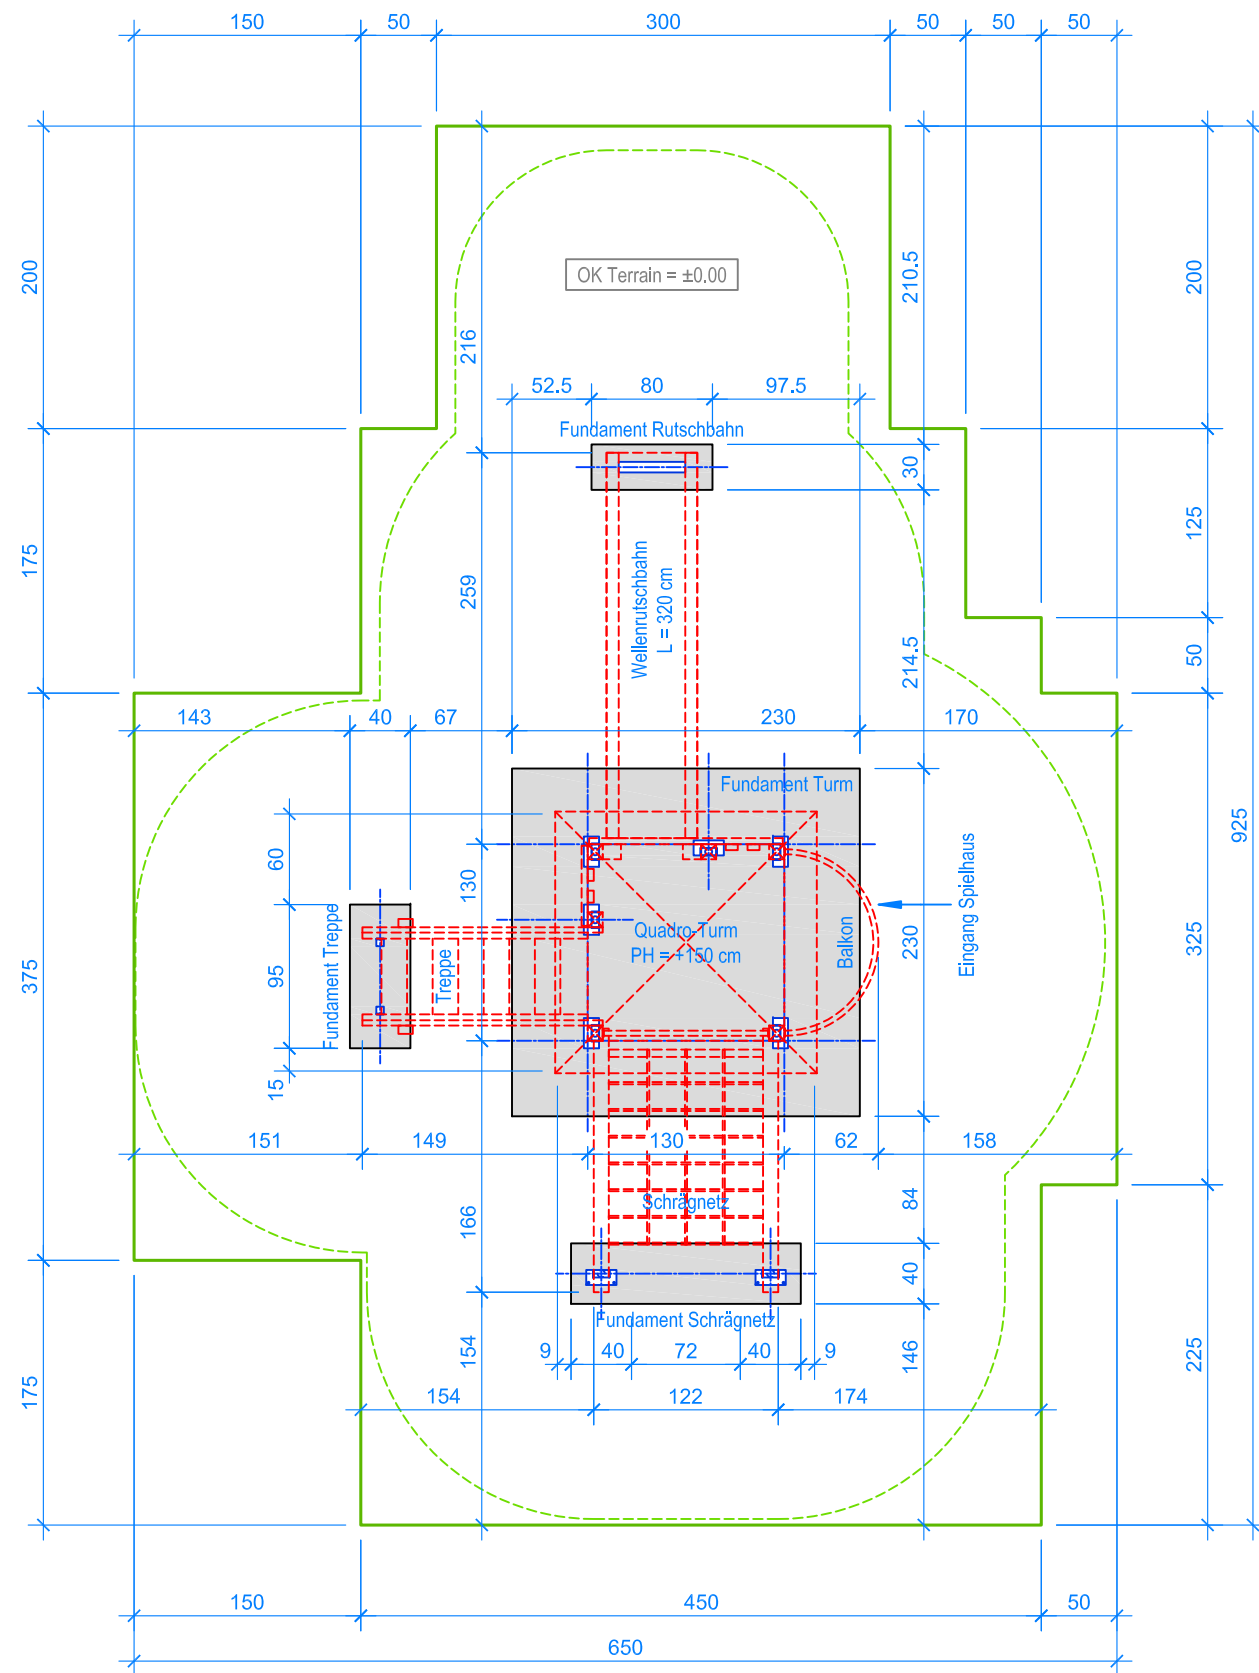 150 50 300 50 50 50
200
216
210.5
200
925
OK Terrain = ±0.00
52.5 80 97.5
Fundament Rutschbahn
30
175
259
Wellenrutschbahn
L = 320 cm
214.5
125
50
143 40 67 230 170
Fundament Turm
60
130
95
15
375
Fundament Treppe
Treppe
Quadro-Turm
PH = +150 cm
Balkon
230
Eingang Spielhaus
325
151 149 130 62 158
166
Schrägnetz
84
40
Fundament Schrägnetz
9 40 72 40 9
154
146
225
175
154 122 174
150 450 50
650